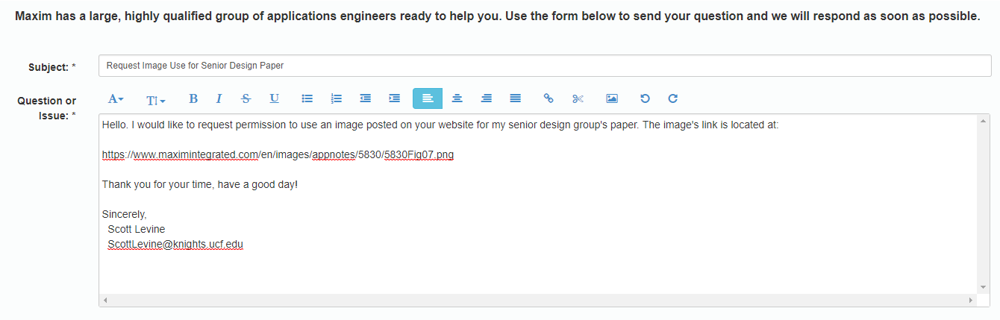 Maxim has a large, highly qualified group of applications engineers ready to help you. Use the form below to send your question and we will respond as soon as possible.
Subject: *
Request Image Use for Senior Design Paper
Question or
Issue: *
A TI B I S U
Hello. I would like to request permission to use an image posted on your website for my senior design group's paper. The image's link is located at:
https://www.maximintegrated.com/en/images/appnotes/5830/5830Fig07.png
Thank you for your time, have a good day!
Sincerely,
Scott Levine
ScottLevine@knights.ucf.edu